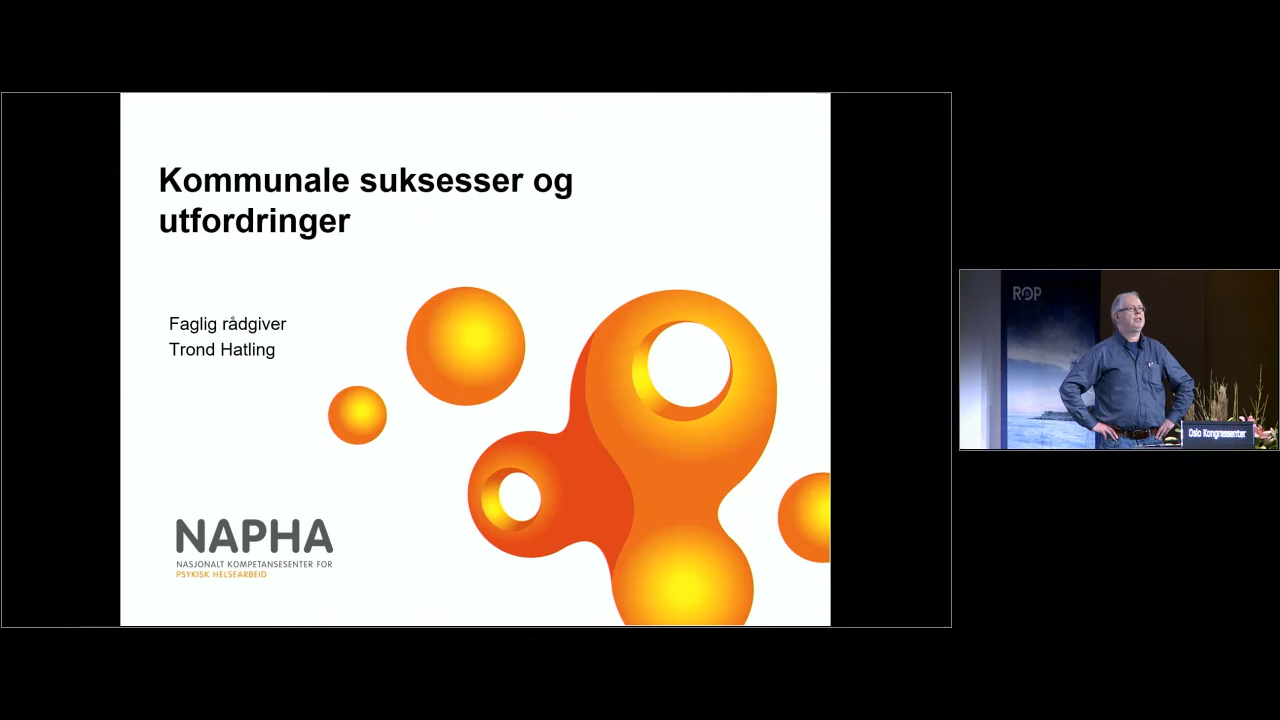 Kommunale suksesser og
utfordringer
Faglig rådgiver
Trond Hatling
NAPHA
NASJONALT KOMPETANSESENTER FOR
PSYKISK HELSEARBEID
ROP
Oslo Kongressenter